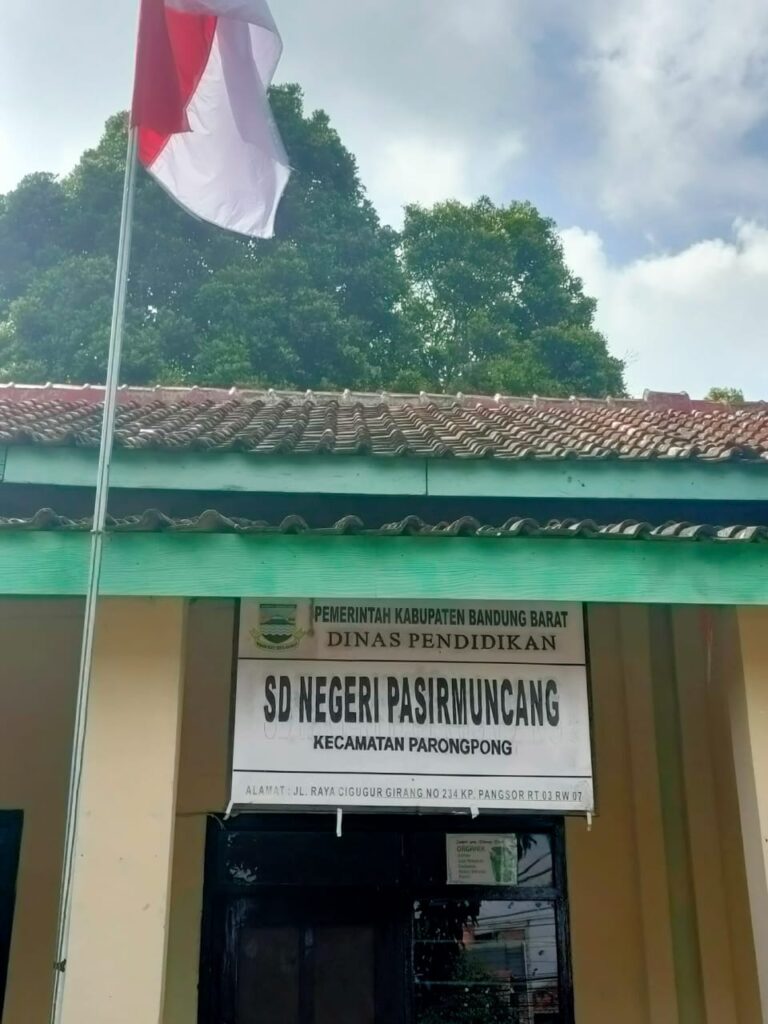 PEMERINTAH KABUPATEN BANDUNG BARAT
DINAS PENDIDIKAN
SD NEGERI PASIRMUNCANG
KECAMATAN PARONGPONG
ALAMAT : JL. RAYA CIGUGUR GIRANG NO 234 KP. PANGSOR RT 03 RW 07
ORGANIK